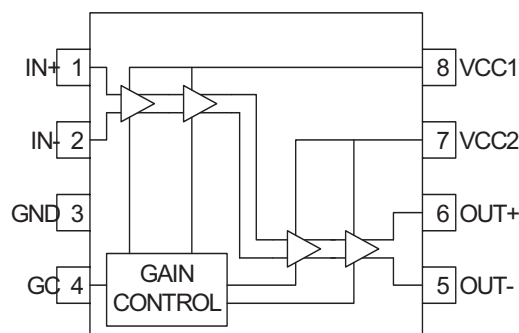 IN+ 1 8 VCC1
IN- 2 7 VCC2
GND 3 6 OUT+
GC 4 GAIN CONTROL 5 OUT-